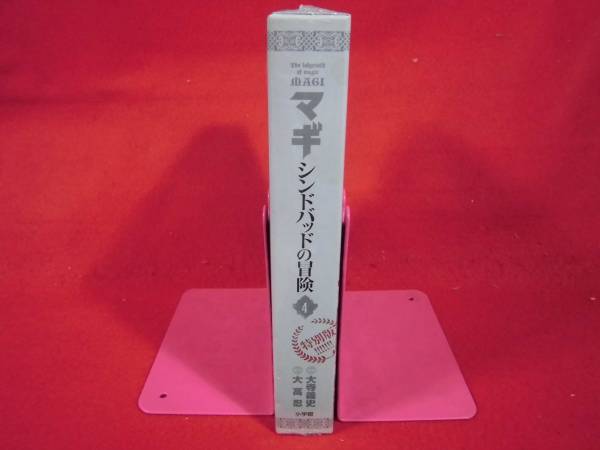 The labyrinth
of magic
MAGI
マギ
シンドバッドの冒険
4
特別版
大寺義史
大高忍
小学館